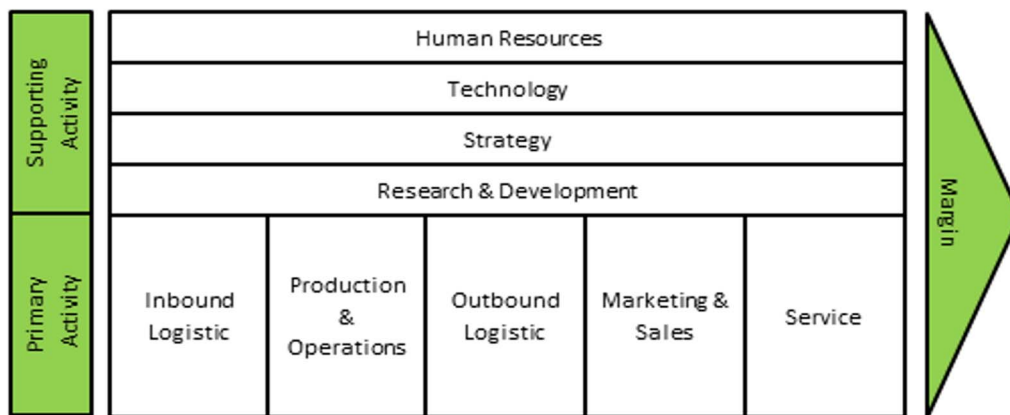 Supporting
Activity
Human Resources
Technology
Strategy
Research & Development
Primary
Activity
Inbound
Logistic
Production
&
Operations
Outbound
Logistic
Marketing &
Sales
Service
Margin